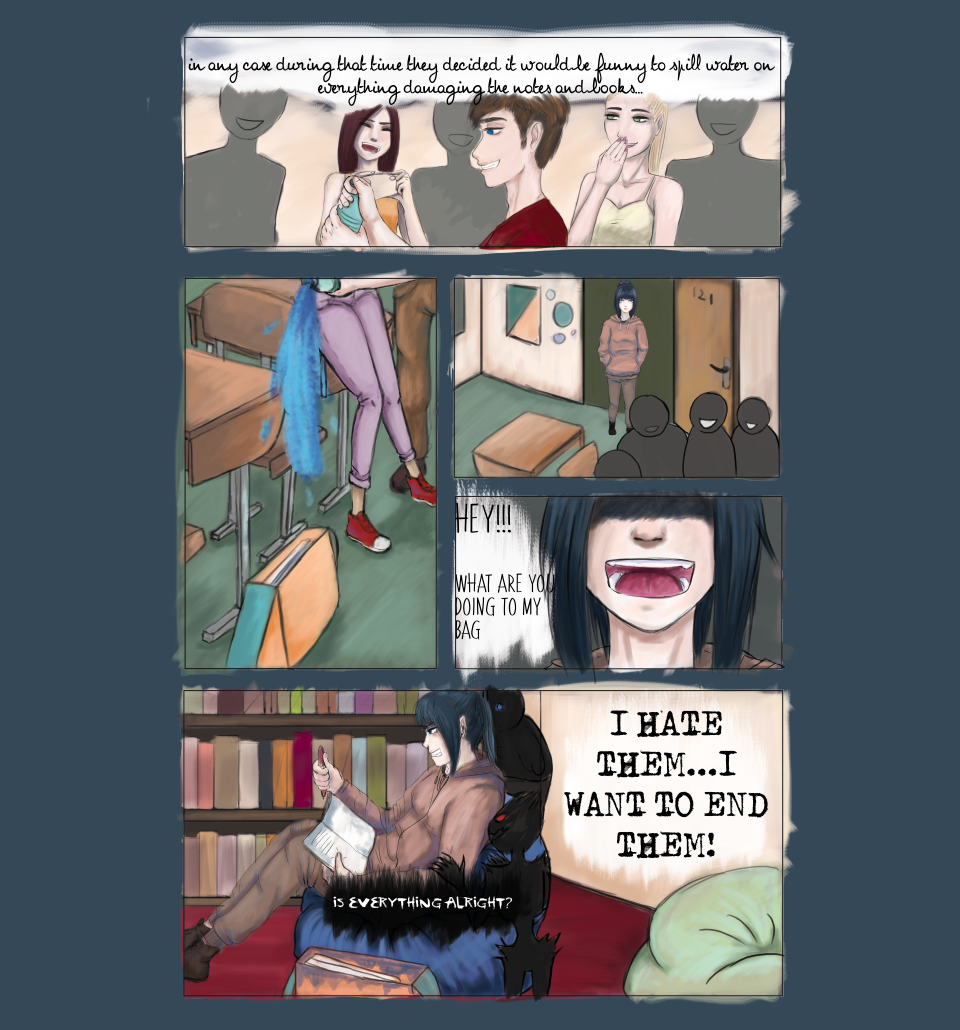 in any case during that time they decided it would be funny to spill water on
everything damaging the notes and books...
121
HEY!!!
WHAT ARE YOU
DOING TO MY
BAG
I HATE
THEM...I
WANT TO END
THEM!
IS EVERYTHING ALRIGHT?